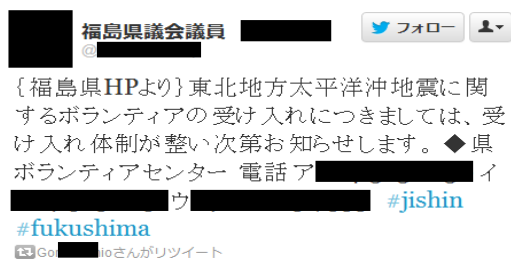 福島県議会議員
フォロー
@
{福島県HPより}東北地方太平洋沖地震に関
するボランティアの受け入れにつきましては、受
け入れ体制が整い次第お知らせします。◆県
ボランティアセンター 電話 ア イ
ウ #jishin
#fukushima
さんがリツイート